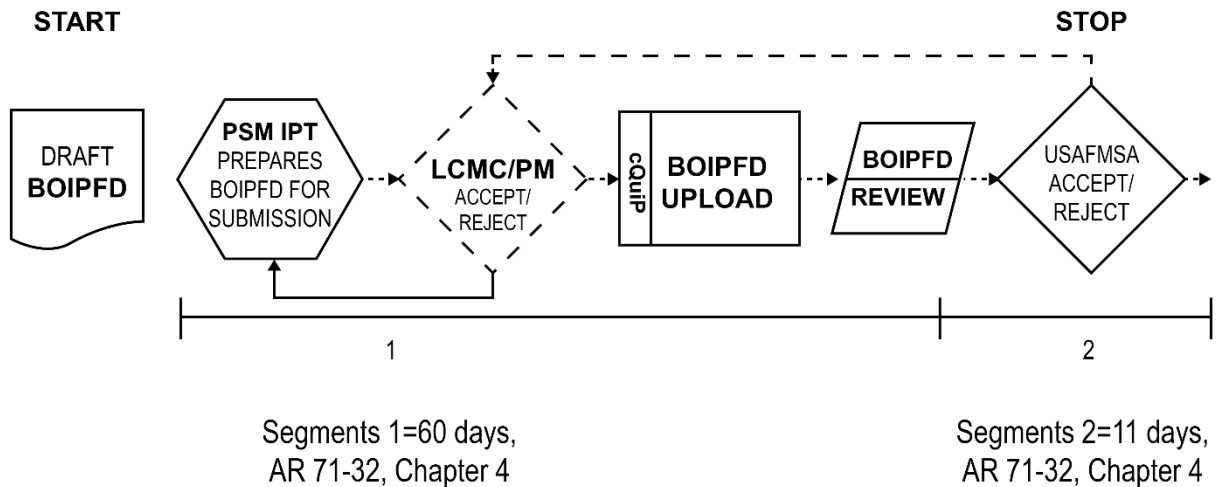 START
STOP
DRAFT
BOIPFD
PSM IPT
PREPARES
BOIPFD FOR
SUBMISSION
LCMC/PM
ACCEPT/
REJECT
cQuiP
BOIPFD
UPLOAD
BOIPFD
REVIEW
USAFMSA
ACCEPT/
REJECT
1
2
Segments 1=60 days,
AR 71-32, Chapter 4
Segments 2=11 days,
AR 71-32, Chapter 4